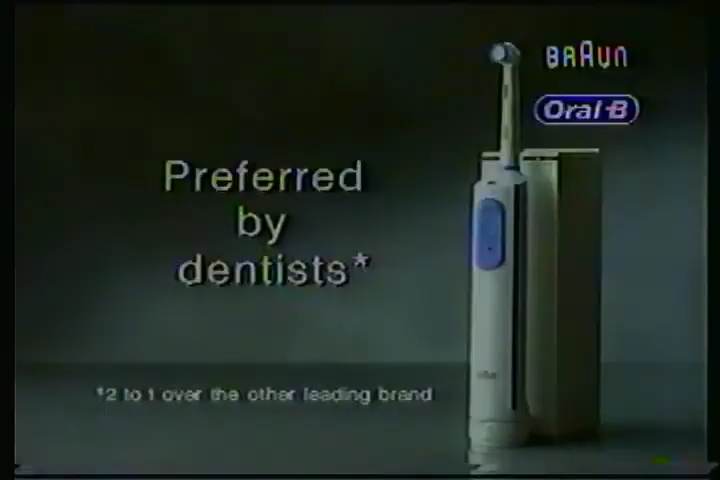 BRAUN
Oral-B
Preferred
by
dentists*
*2 to 1 over the other leading brand